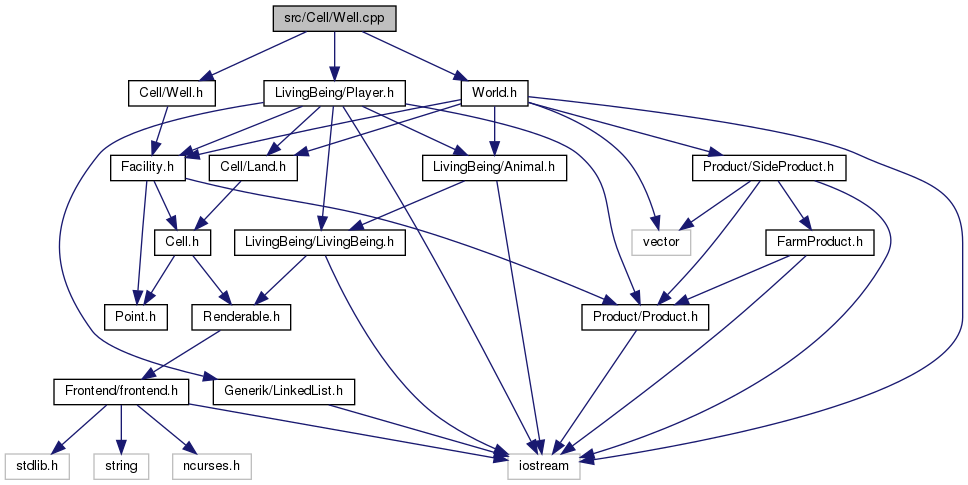 src/Cell/Well.cpp
Cell/Well.h
LivingBeing/Player.h
World.h
Facility.h
Cell/Land.h
LivingBeing/Animal.h
Product/SideProduct.h
Cell.h
LivingBeing/LivingBeing.h
vector
FarmProduct.h
Point.h
Renderable.h
Product/Product.h
Frontend/frontend.h
Generik/LinkedList.h
stdlib.h
string
ncurses.h
iostream